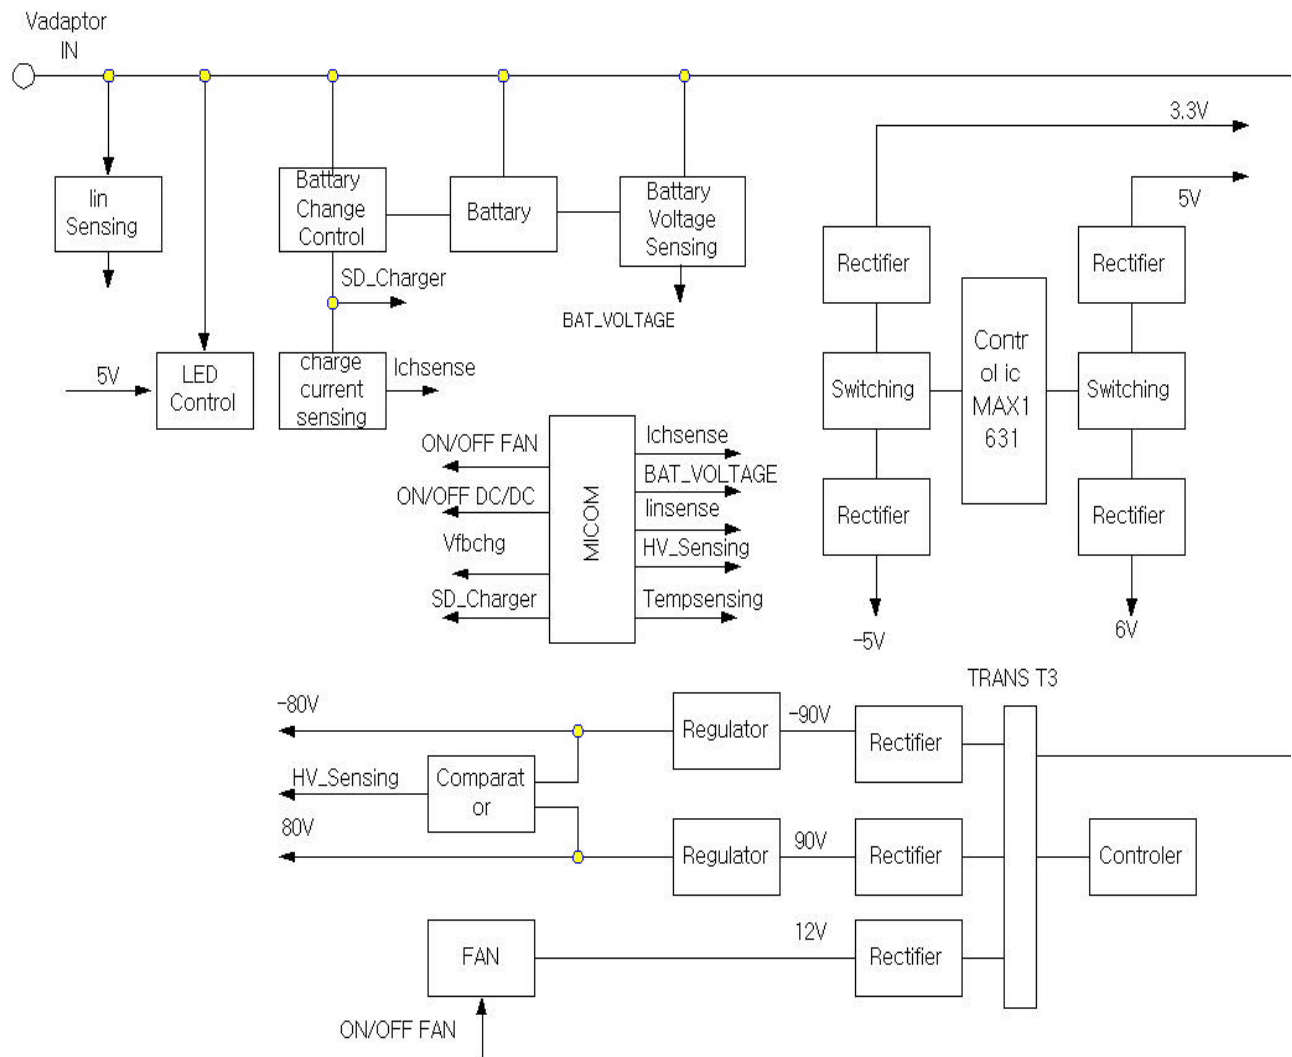 Vadaptor
IN
3.3V
5V
Iin
Sensing
Battary
Change
Control
Battary
Battary
Voltage
Sensing
SD_Charger
BAT_VOLTAGE
Rectifier
Rectifier
5V
LED
Control
charge
current
sensing
Ichsense
Switching
Contr
ol ic
MAX1
631
Switching
ON/OFF FAN
ON/OFF DC/DC
Vfbchg
SD_Charger
MICOM
Ichsense
BAT_VOLTAGE
Iinsense
HV_Sensing
Tempsensing
Rectifier
Rectifier
-5V
6V
TRANS T3
-80V
Regulator
-90V
Rectifier
HV_Sensing
Comparat
or
80V
Regulator
90V
Rectifier
Controler
FAN
12V
Rectifier
ON/OFF FAN